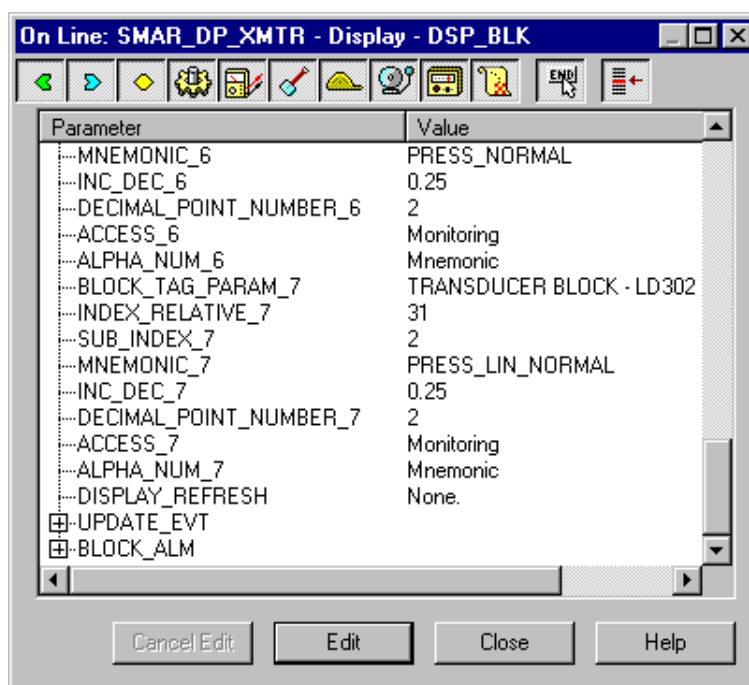 On Line: SMAR_DP_XMTR - Display - DSP_BLK
END!
Parameter Value
MNEMONIC_6 PRESS_NORMAL
INC_DEC_6 0.25
DECIMAL_POINT_NUMBER_6 2
ACCESS_6 Monitoring
ALPHA_NUM_6 Mnemonic
BLOCK_TAG_PARAM_7 TRANSDUCER BLOCK - LD302
INDEX_RELATIVE_7 31
SUB_INDEX_7 2
MNEMONIC_7 PRESS_LIN_NORMAL
INC_DEC_7 0.25
DECIMAL_POINT_NUMBER_7 2
ACCESS_7 Monitoring
ALPHA_NUM_7 Mnemonic
DISPLAY_REFRESH None.
UPDATE_EVT
BLOCK_ALM
Cancel Edit Edit Close Help